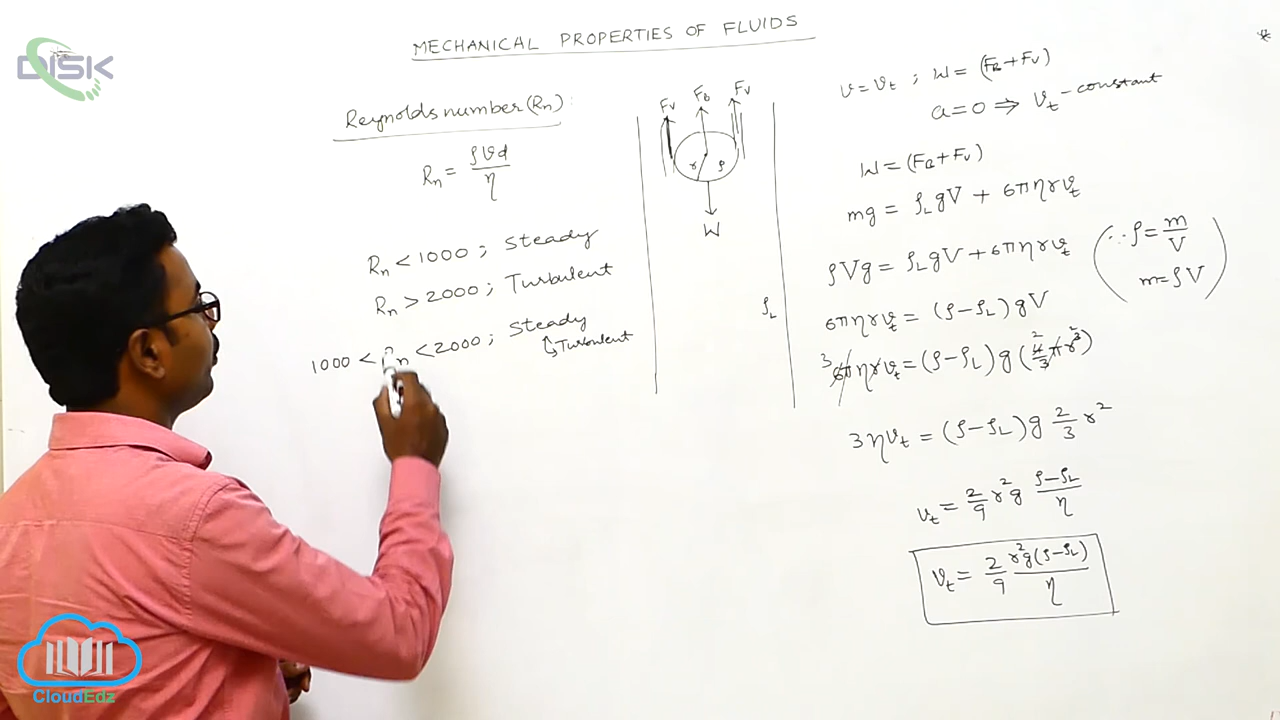 DISK
MECHANICAL PROPERTIES OF FLUIDS
Reynolds number (Rn) :
Rn = ρvd/η
Rn < 1000 ; Steady
Rn > 2000 ; Turbulent
1000 < Rn < 2000 ; Steady
↕ Turbulent
Fv FB Fv
r ρ
W
ρL
v = vt ; W = (FB + Fv)
a = 0 ⇒ vt - constant
W = (FB + Fv)
mg = ρL gV + 6πηrvt
ρVg = ρL gV + 6πηrvt
(∵ ρ = m/V
m = ρV)
6πηrvt = (ρ - ρL) gV
3 6πηrvt = (ρ - ρL) g (4/3 πr³) 2 2
3ηvt = (ρ - ρL) g 2/3 r²
vt = 2/9 r²g (ρ - ρL)/η
vt = 2/9 r²g(ρ - ρL)/η
CloudEdz